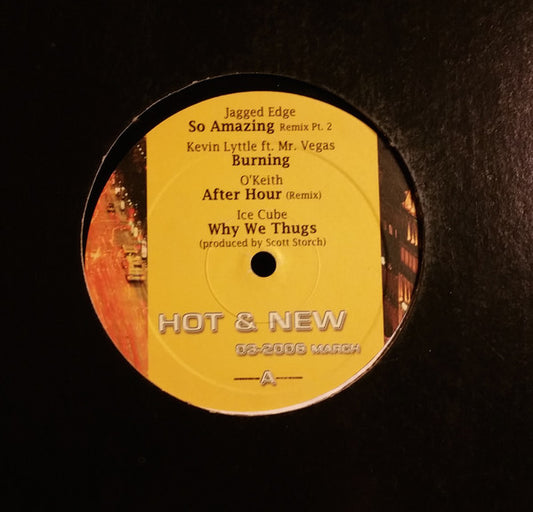 Jagged Edge
So Amazing Remix Pt. 2
Kevin Lyttle ft. Mr. Vegas
Burning
O'Keith
After Hour (Remix)
Ice Cube
Why We Thugs
(produced by Scott Storch)
HOT & NEW
03-2006 MARCH
A